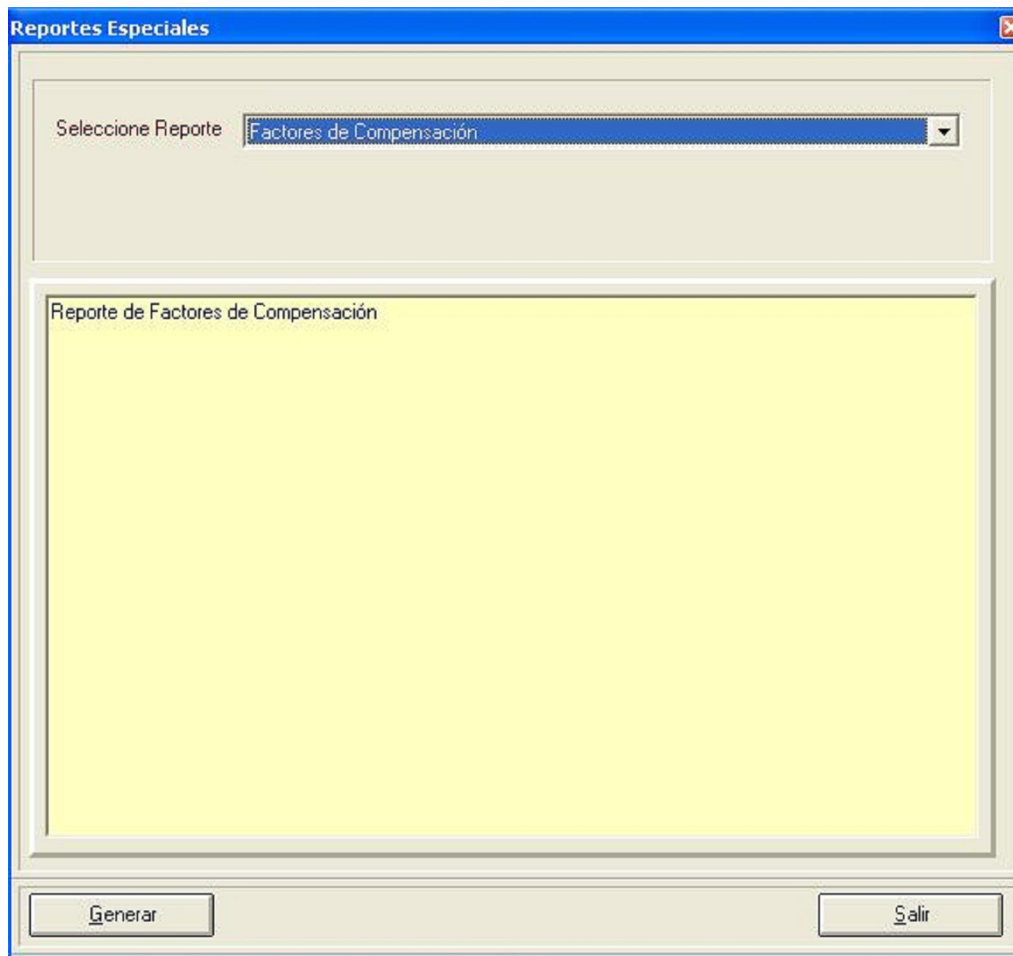 Reportes Especiales
Seleccione Reporte Factores de Compensación
Reporte de Factores de Compensación
Generar Salir